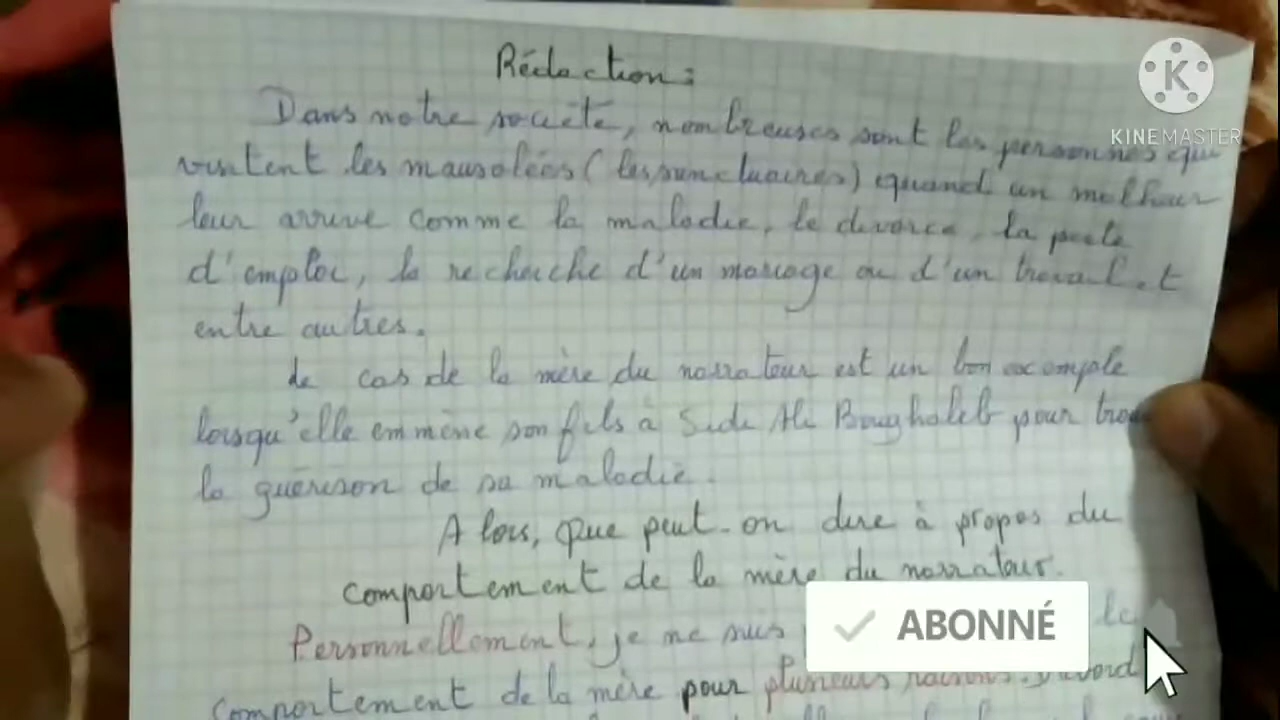 Rédaction :
Dans notre société, nombreuses sont les personnes qui
visitent les mausolées (les sanctuaires) quand un malheur
leur arrive comme la maladie, le divorce, la perte
d'emploi, la recherche d'un mariage ou d'un travail et
entre autres.
Le cas de la mère du narrateur est un bon exemple
lorsqu'elle emmène son fils à Sidi Ali Boughaleb pour
la guérison de sa maladie.
Alors, Que peut-on dire à propos du
comportement de la mère du narrateur.
Personnellement, je ne suis le
comportement de la mère pour plusieurs raisons. D'abord
KINEMASTER
ABONNÉ